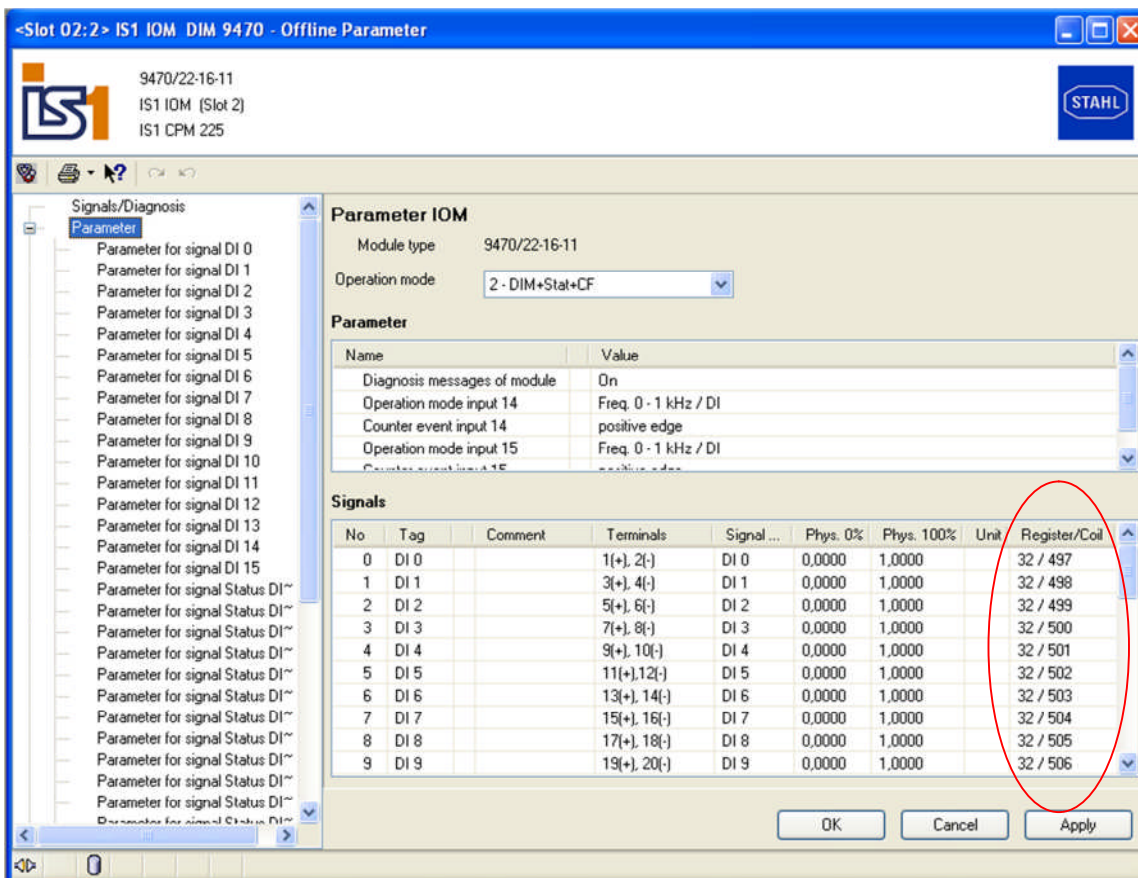 <Slot 02:2> IS1 IOM DIM 9470 - Offline Parameter
9470/22-16-11
IS1 IOM (Slot 2)
IS1 CPM 225
is1
STAHL
Signals/Diagnosis
Parameter
Parameter for signal DI 0
Parameter for signal DI 1
Parameter for signal DI 2
Parameter for signal DI 3
Parameter for signal DI 4
Parameter for signal DI 5
Parameter for signal DI 6
Parameter for signal DI 7
Parameter for signal DI 8
Parameter for signal DI 9
Parameter for signal DI 10
Parameter for signal DI 11
Parameter for signal DI 12
Parameter for signal DI 13
Parameter for signal DI 14
Parameter for signal DI 15
Parameter for signal Status DI~
Parameter for signal Status DI~
Parameter for signal Status DI~
Parameter for signal Status DI~
Parameter for signal Status DI~
Parameter for signal Status DI~
Parameter for signal Status DI~
Parameter for signal Status DI~
Parameter for signal Status DI~
Parameter for signal Status DI~
Parameter for signal Status DI~
Parameter for signal Status DI~
Parameter IOM
Module type 9470/22-16-11
Operation mode 2 - DIM+Stat+CF
Parameter
Name Value
Diagnosis messages of module On
Operation mode input 14 Freq. 0 - 1 kHz / DI
Counter event input 14 positive edge
Operation mode input 15 Freq. 0 - 1 kHz / DI
Counter event input 15 positive edge
Signals
No Tag Comment Terminals Signal ... Phys. 0% Phys. 100% Unit Register/Coil
0 DI 0 1(+), 2(-) DI 0 0,0000 1,0000 32 / 497
1 DI 1 3(+), 4(-) DI 1 0,0000 1,0000 32 / 498
2 DI 2 5(+), 6(-) DI 2 0,0000 1,0000 32 / 499
3 DI 3 7(+), 8(-) DI 3 0,0000 1,0000 32 / 500
4 DI 4 9(+), 10(-) DI 4 0,0000 1,0000 32 / 501
5 DI 5 11(+),12(-) DI 5 0,0000 1,0000 32 / 502
6 DI 6 13(+), 14(-) DI 6 0,0000 1,0000 32 / 503
7 DI 7 15(+), 16(-) DI 7 0,0000 1,0000 32 / 504
8 DI 8 17(+), 18(-) DI 8 0,0000 1,0000 32 / 505
9 DI 9 19(+), 20(-) DI 9 0,0000 1,0000 32 / 506
OK Cancel Apply